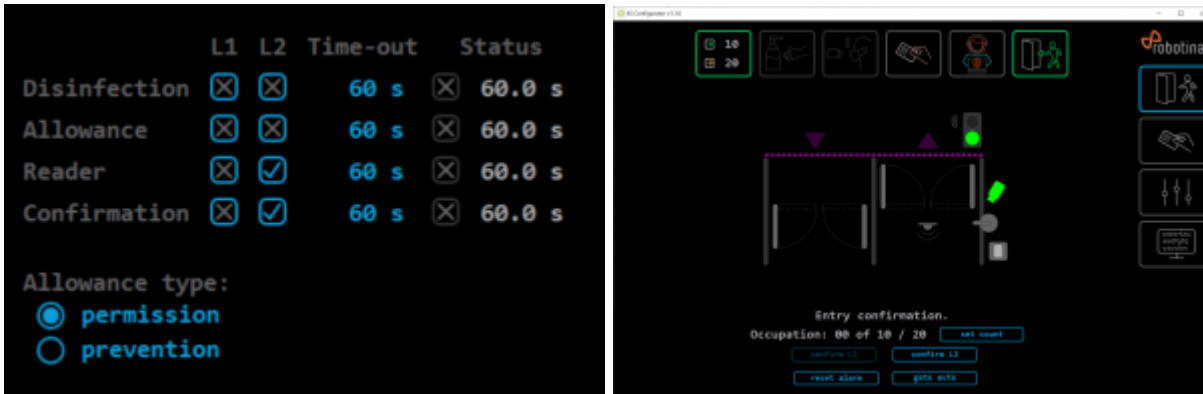 L1 L2 Time-out Status
Disinfection 60 s 60.0 s
Allowance 60 s 60.0 s
Reader 60 s 60.0 s
Confirmation 60 s 60.0 s
Allowance type:
permission
prevention
10
20
robotina
Entry confirmation.
Occupation: 00 of 10 / 20 set count
confirm L2
reset alarm gate auto